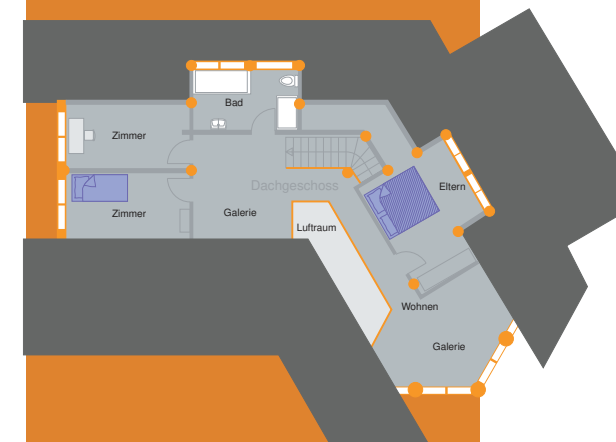 Bad
Zimmer
Dachgeschoss
Eltern
Zimmer
Galerie
Luftraum
Wohnen
Galerie